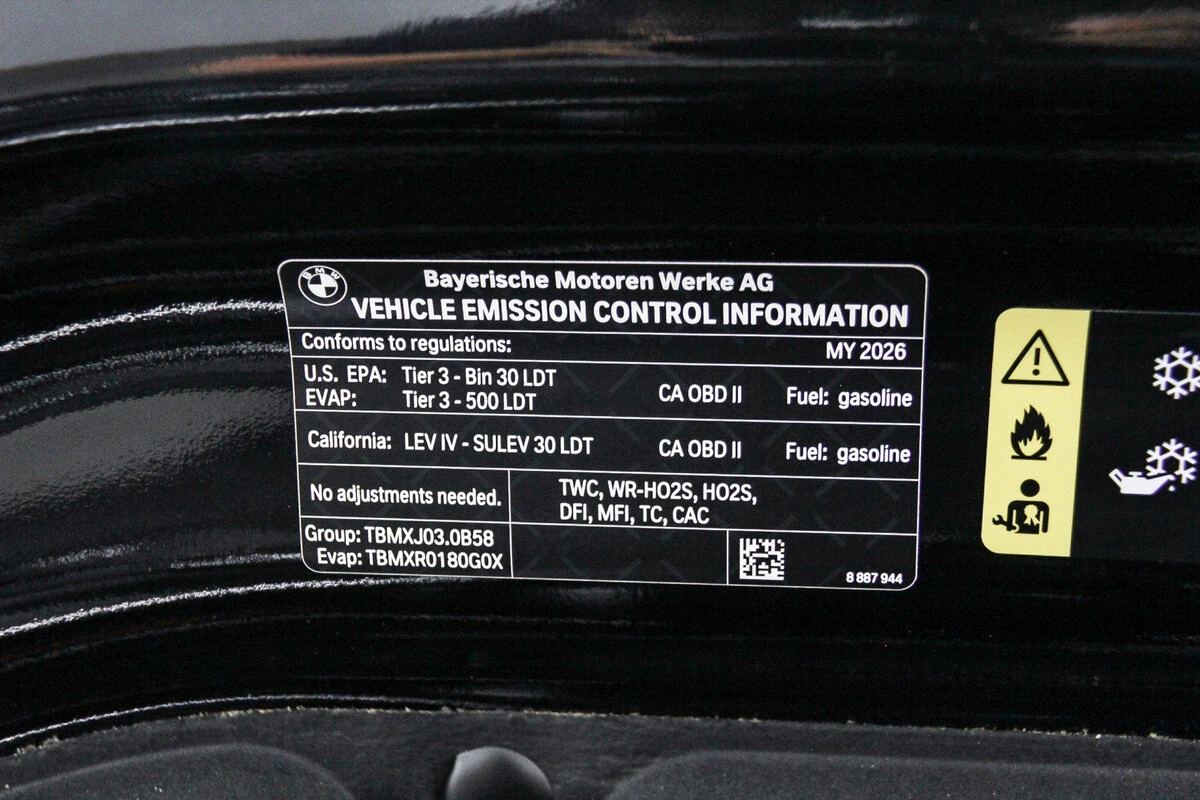 BMW
Bayerische Motoren Werke AG
VEHICLE EMISSION CONTROL INFORMATION
Conforms to regulations: MY 2026
U.S. EPA: Tier 3 - Bin 30 LDT CA OBD II Fuel: gasoline
EVAP: Tier 3 - 500 LDT
California: LEV IV - SULEV 30 LDT CA OBD II Fuel: gasoline
No adjustments needed.
TWC, WR-HO2S, HO2S,
DFI, MFI, TC, CAC
Group: TBMXJ03.0B58
Evap: TBMXR0180G0X
8 887 944